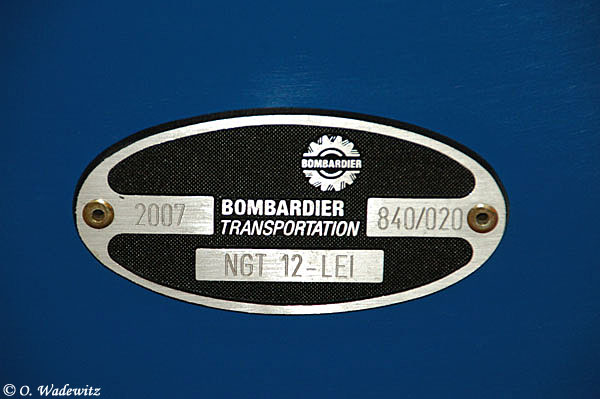 BOMBARDIER
2007
BOMBARDIER
TRANSPORTATION
840/020
NGT 12-LEI
© O. Wadewitz